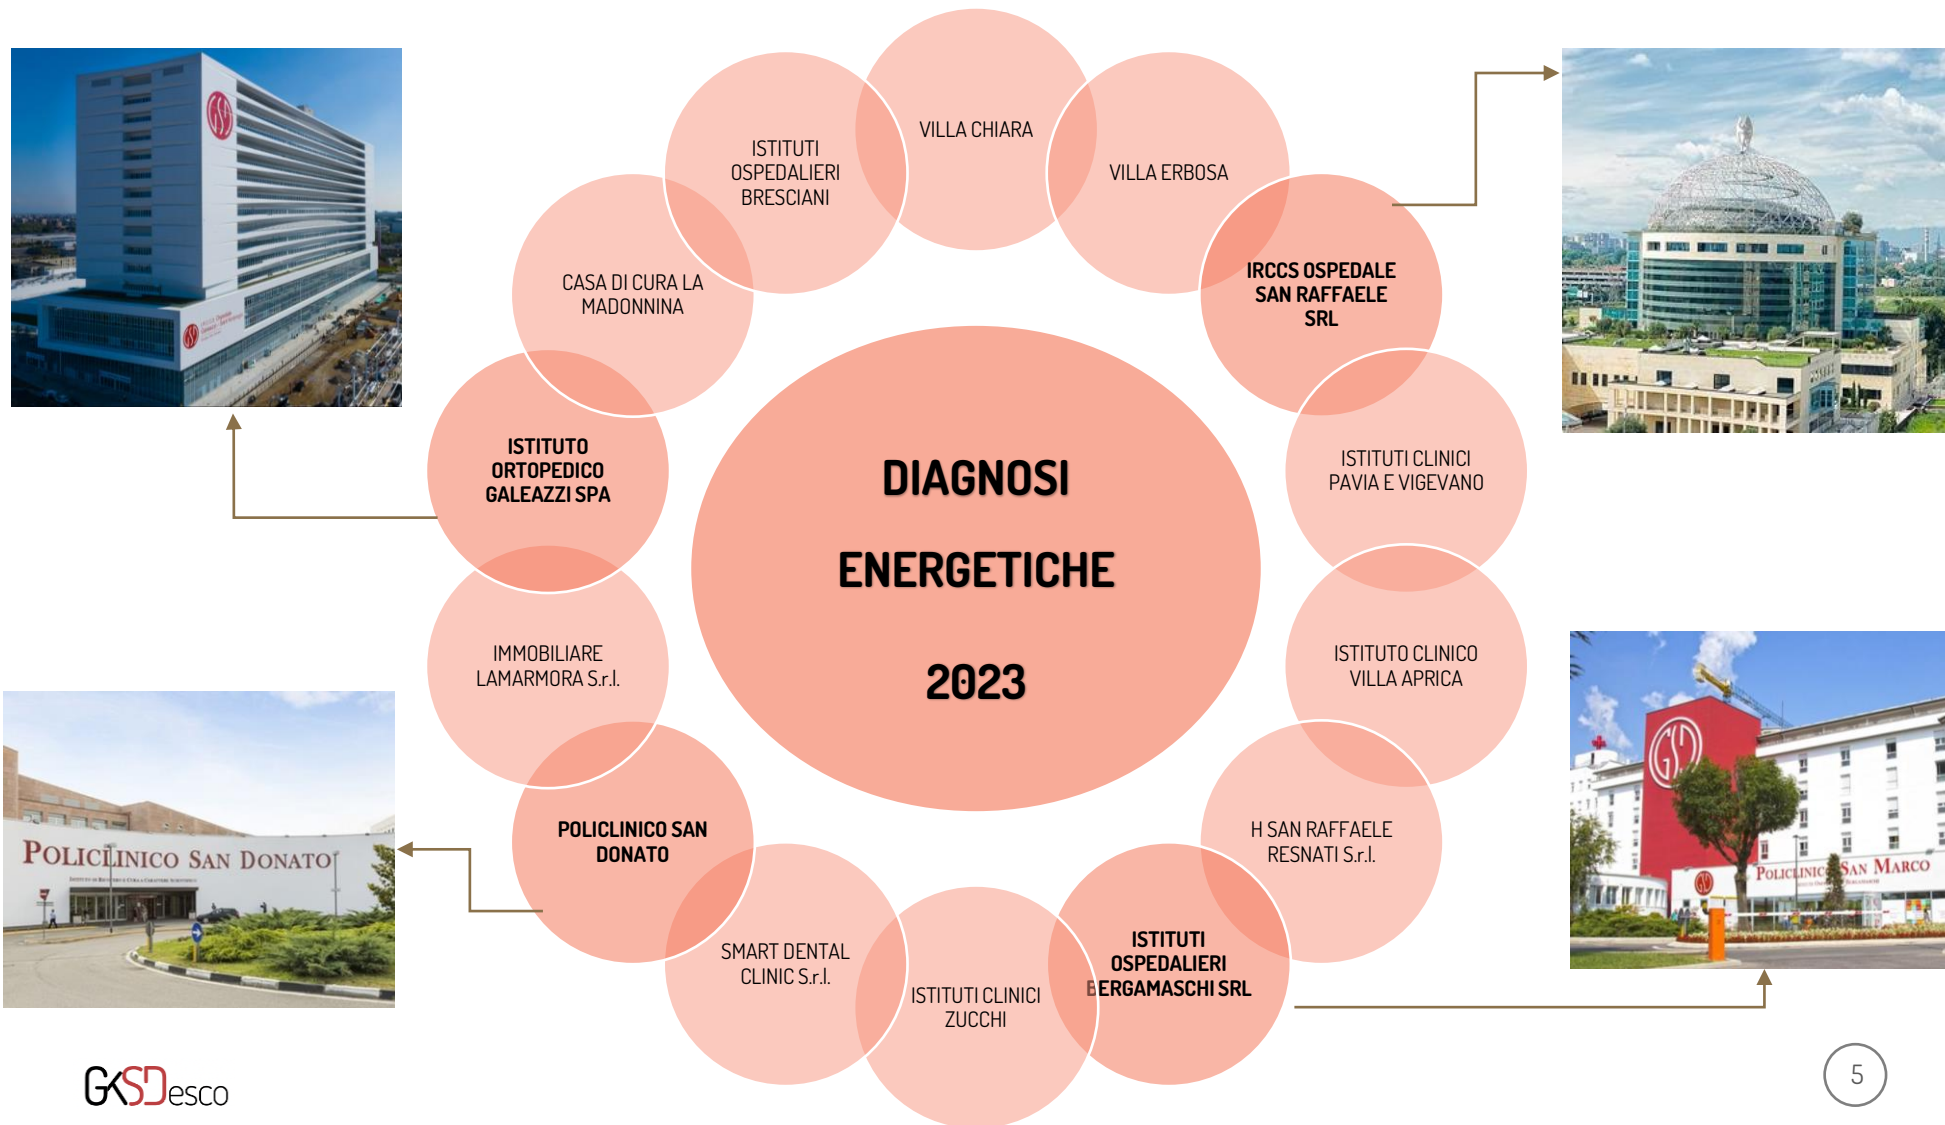 VILLA CHIARA
VILLA ERBOSA
IRCCS OSPEDALE
SAN RAFFAELE
SRL
ISTITUTI CLINICI
PAVIA E VIGEVANO
ISTITUTO CLINICO
VILLA APRICA
H SAN RAFFAELE
RESNATI S.r.l.
ISTITUTI
OSPEDALIERI
BERGAMASCHI SRL
ISTITUTI CLINICI
ZUCCHI
SMART DENTAL
CLINIC S.r.l.
POLICLINICO SAN
DONATO
IMMOBILIARE
LAMARMORA S.r.l.
ISTITUTO
ORTOPEDICO
GALEAZZI SPA
CASA DI CURA LA
MADONNINA
ISTITUTI
OSPEDALIERI
BRESCIANI
DIAGNOSI
ENERGETICHE
2023
GSD
POLICLINICO SAN DONATO
GSD
POLICLINICO SAN MARCO
GKSDesco
5